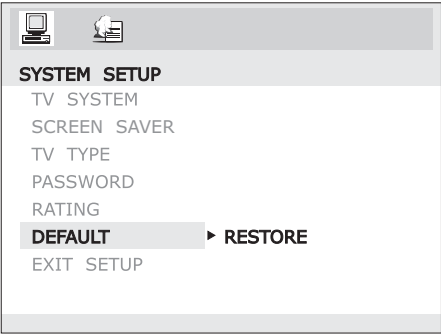 SYSTEM SETUP
TV SYSTEM
SCREEN SAVER
TV TYPE
PASSWORD
RATING
DEFAULT RESTORE
EXIT SETUP